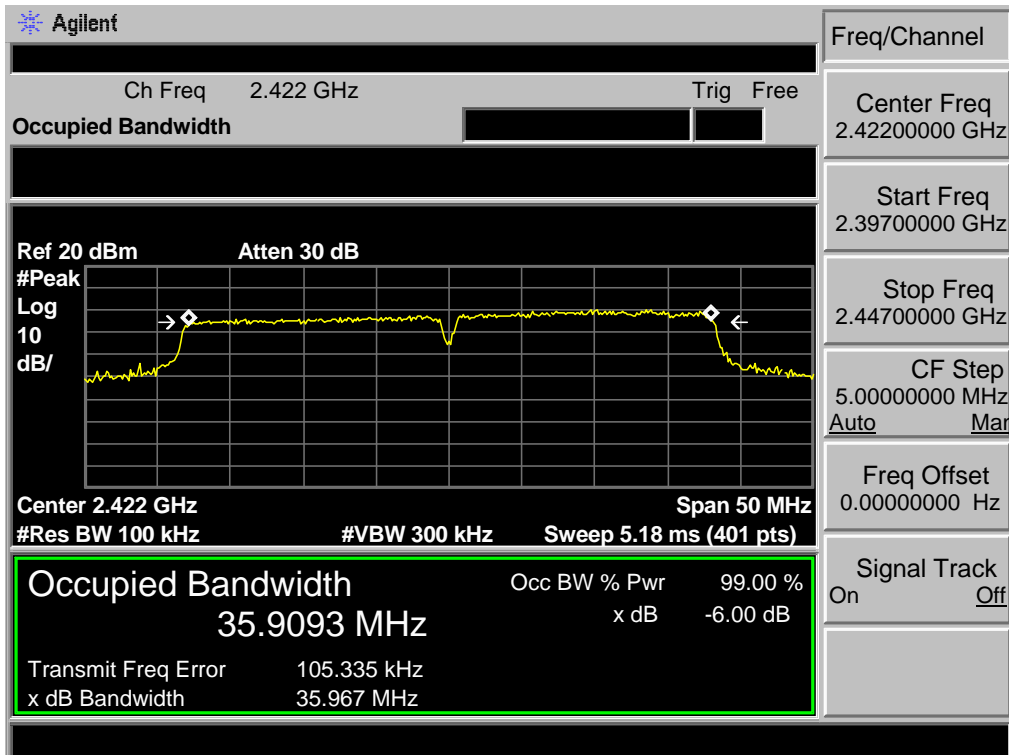 Agilent
Freq/Channel
Ch Freq 2.422 GHz Trig Free
Occupied Bandwidth
Center Freq
2.42200000 GHz
Start Freq
2.39700000 GHz
Stop Freq
2.44700000 GHz
CF Step
5.00000000 MHz
Auto Man
Freq Offset
0.00000000 Hz
Signal Track
On Off
Ref 20 dBm Atten 30 dB
#Peak
Log
10
dB/
Center 2.422 GHz Span 50 MHz
#Res BW 100 kHz #VBW 300 kHz Sweep 5.18 ms (401 pts)
Occupied Bandwidth
35.9093 MHz
Occ BW % Pwr 99.00 %
x dB -6.00 dB
Transmit Freq Error 105.335 kHz
x dB Bandwidth 35.967 MHz